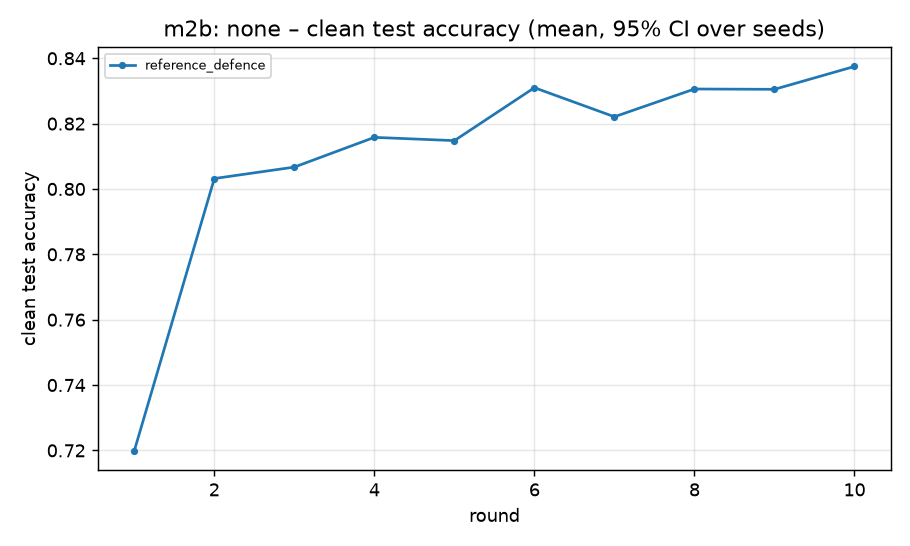 m2b: none – clean test accuracy (mean, 95% CI over seeds)
reference_defence
clean test accuracy
0.84
0.82
0.80
0.78
0.76
0.74
0.72
2 4 6 8 10
round